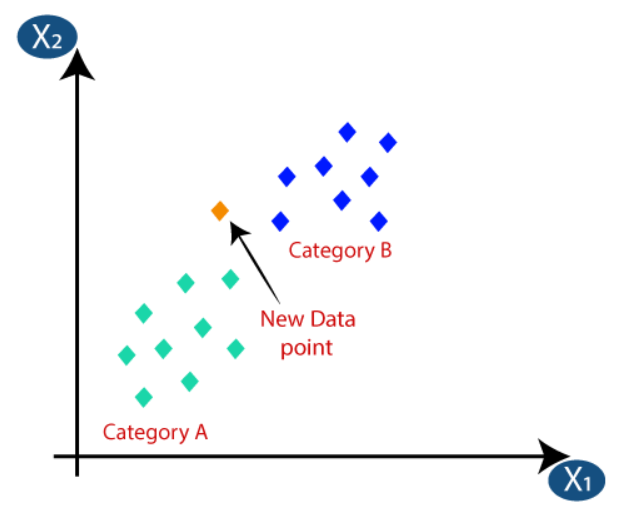 X₂
Category B
New Data
point
Category A
X₁